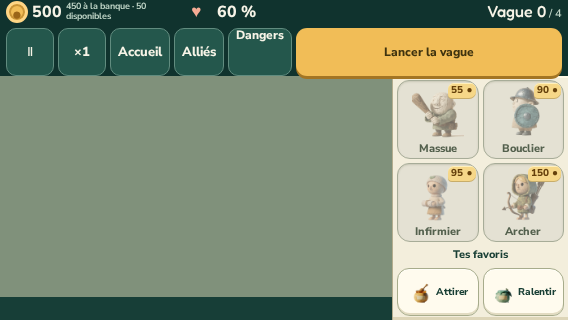 500 450 à la banque · 50 disponibles
60 %
Vague 0 / 4
II
×1
Accueil
Alliés
Dangers
Lancer la vague
55
90
Massue
Bouclier
95
150
Infirmier
Archer
Tes favoris
Attirer
Ralentir